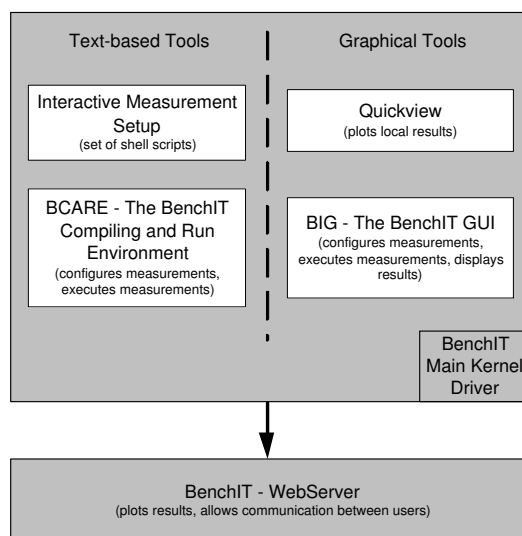 Text-based Tools
Graphical Tools
Interactive Measurement
Setup
(set of shell scripts)
Quickview
(plots local results)
BCARE - The BenchIT
Compiling and Run
Environment
(configures measurements,
executes measurements)
BIG - The BenchIT GUI
(configures measurements,
executes measurements, displays
results)
BenchIT
Main Kernel
Driver
BenchIT - WebServer
(plots results, allows communication between users)